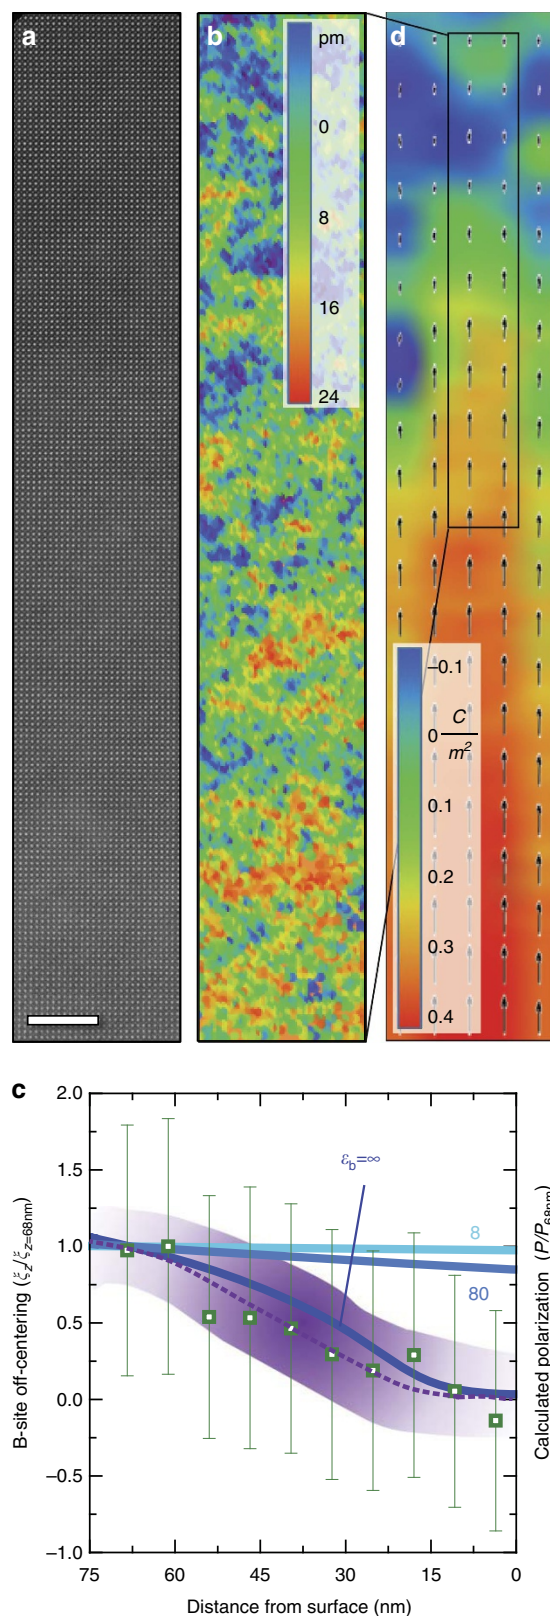 a
b
d
pm
0
8
16
24
–0.1
0
C
m²
0.1
0.2
0.3
0.4
c
2.0
1.5
1.0
0.5
0.0
–0.5
–1.0
B-site off-centering (ξz/ξz=68nm)
Calculated polarization (P/P68nm)
εb=∞
8
80
75 60 45 30 15 0
Distance from surface (nm)